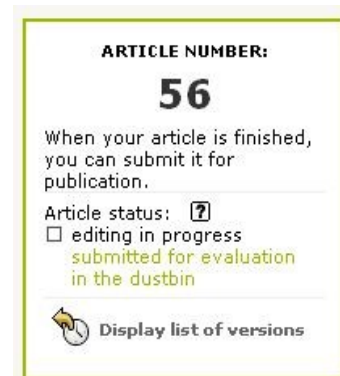 ARTICLE NUMBER:
56
When your article is finished,
you can submit it for
publication.
Article status: ?
editing in progress
submitted for evaluation
in the dustbin
Display list of versions